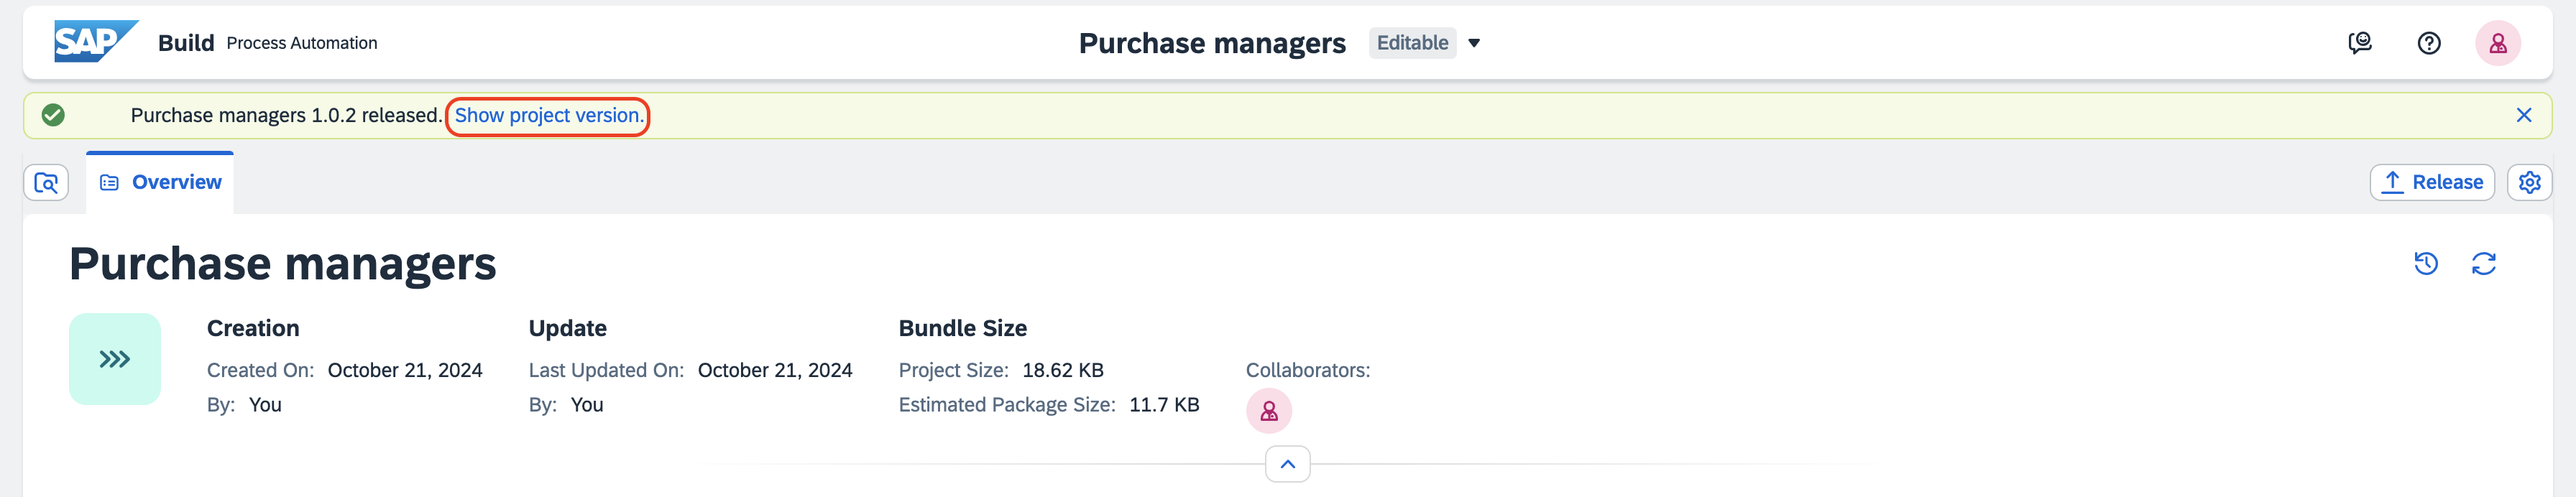 SAP Build Process Automation Purchase managers Editable
Purchase managers 1.0.2 released. Show project version.
Overview Release
Purchase managers
Creation Update Bundle Size
Created On: October 21, 2024 Last Updated On: October 21, 2024 Project Size: 18.62 KB Collaborators:
By: You By: You Estimated Package Size: 11.7 KB